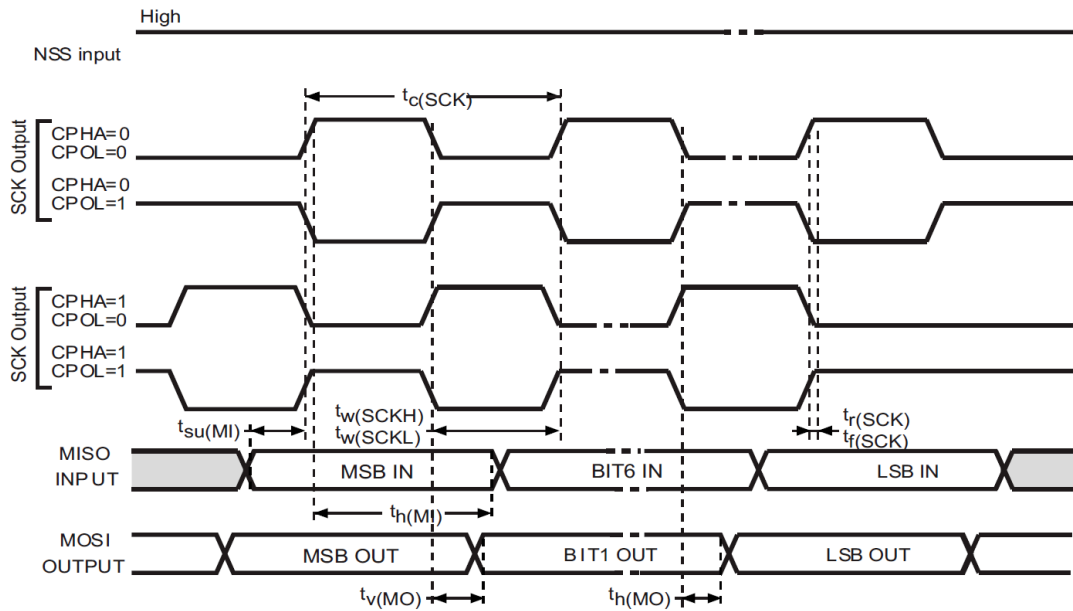 High
NSS input
tc(SCK)
SCK Output
CPHA=0
CPOL=0
CPHA=0
CPOL=1
SCK Output
CPHA=1
CPOL=0
CPHA=1
CPOL=1
tsu(MI)
tw(SCKH)
tw(SCKL)
tr(SCK)
tf(SCK)
MISO
INPUT
MSB IN
BIT6 IN
LSB IN
th(MI)
MOSI
OUTPUT
MSB OUT
BIT1 OUT
LSB OUT
tv(MO)
th(MO)